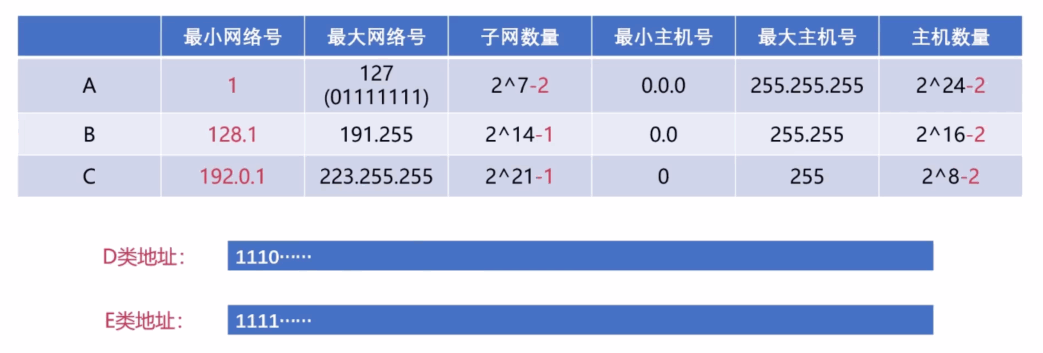 最小网络号 最大网络号 子网数量 最小主机号 最大主机号 主机数量
A 1 127 (01111111) 2^7-2 0.0.0 255.255.255 2^24-2
B 128.1 191.255 2^14-1 0.0 255.255 2^16-2
C 192.0.1 223.255.255 2^21-1 0 255 2^8-2
D类地址: 1110……
E类地址: 1111……